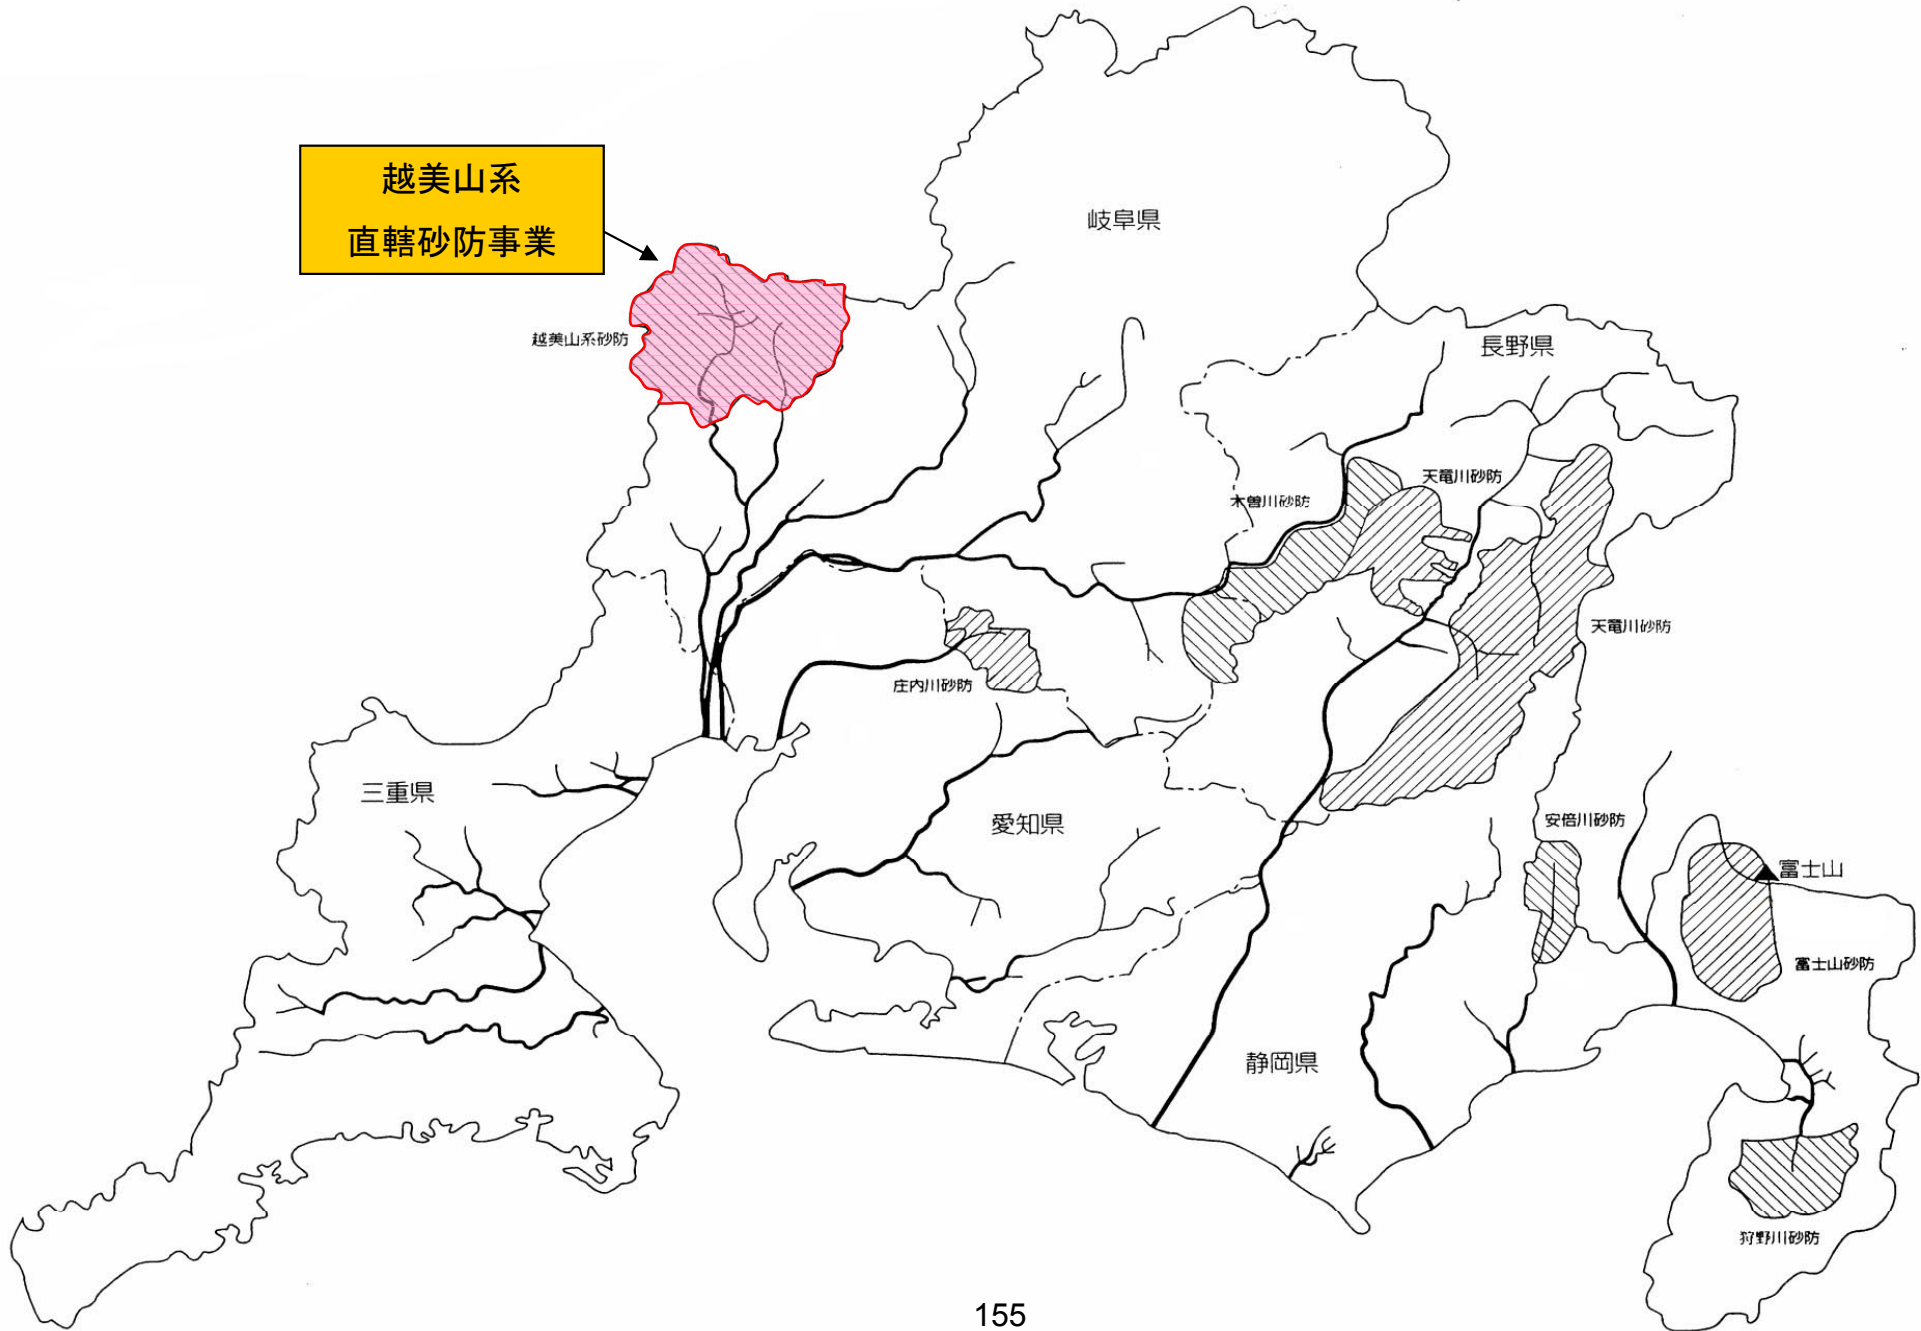 越美山系
直轄砂防事業
岐阜県
越美山系砂防
長野県
天竜川砂防
木曽川砂防
天竜川砂防
庄内川砂防
三重県
愛知県
安倍川砂防
富士山
富士山砂防
静岡県
狩野川砂防
155